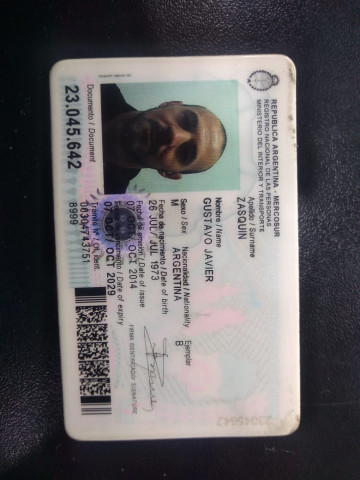 REPUBLICA ARGENTINA - MERCOSUR
REGISTRO NACIONAL DE LAS PERSONAS
MINISTERIO DEL INTERIOR Y TRANSPORTE
Apellido / Surname
ZASQUIN
Nombre / Name
GUSTAVO JAVIER
Sexo / Sex
Nacionalidad / Nationality
Ejemplar
M
ARGENTINA
B
Fecha de nacimiento / Date of birth
26 JUL/ JUL 1973
Fecha de emisión / Date of issue
07 OCT/ OCT 2014
Fecha de vencimiento / Date of expiry
07 OCT/ OCT 2029
FIRMA IDENTIFICADO/ SIGNATURE
Documento / Document
23.045.642
Trámite Nº / Of. Ident.
8999
23045642